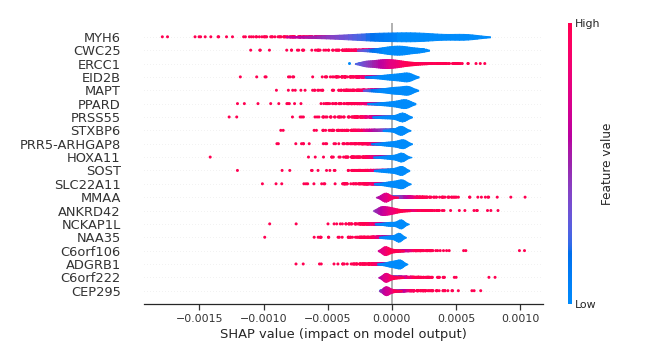 High
MYH6
CWC25
ERCC1
EID2B
MAPT
PPARD
PRSS55
STXBP6
PRR5-ARHGAP8
HOXA11
SOST
SLC22A11
MMAA
ANKRD42
NCKAP1L
NAA35
C6orf106
ADGRB1
C6orf222
CEP295
Feature value
Low
−0.0015 −0.0010 −0.0005 0.0000 0.0005 0.0010
SHAP value (impact on model output)